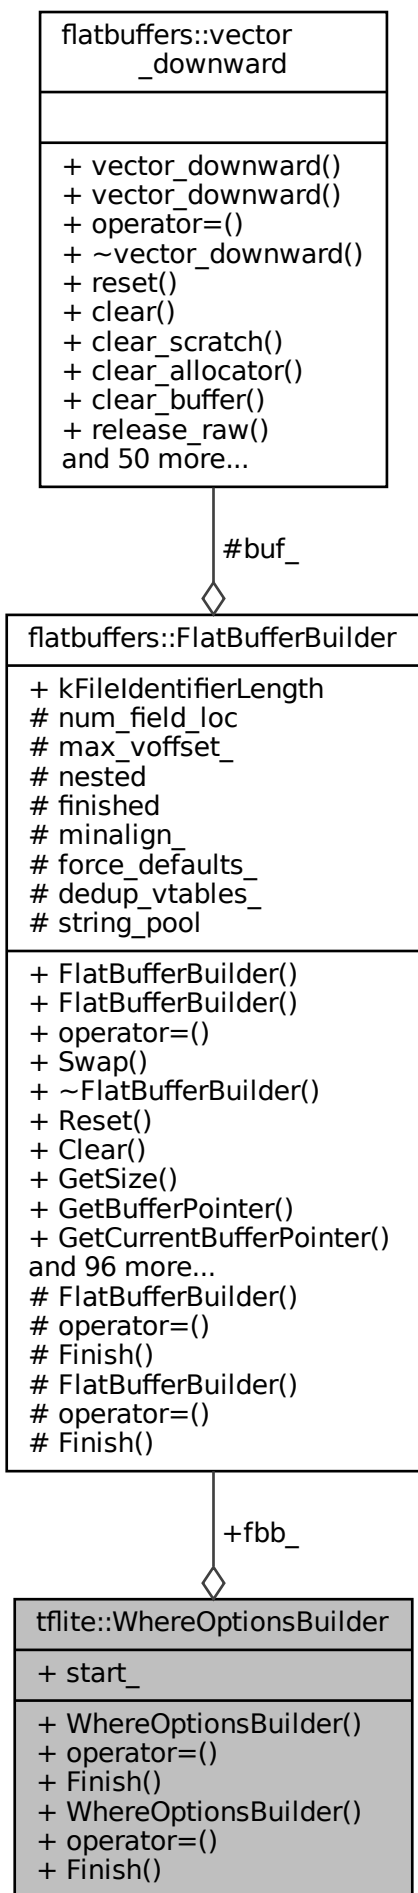 flatbuffers::vector
_downward
+ vector_downward()
+ vector_downward()
+ operator=()
+ ~vector_downward()
+ reset()
+ clear()
+ clear_scratch()
+ clear_allocator()
+ clear_buffer()
+ release_raw()
and 50 more...
#buf_
flatbuffers::FlatBufferBuilder
+ kFileIdentifierLength
# num_field_loc
# max_voffset_
# nested
# finished
# minalign_
# force_defaults_
# dedup_vtables_
# string_pool
+ FlatBufferBuilder()
+ FlatBufferBuilder()
+ operator=()
+ Swap()
+ ~FlatBufferBuilder()
+ Reset()
+ Clear()
+ GetSize()
+ GetBufferPointer()
+ GetCurrentBufferPointer()
and 96 more...
# FlatBufferBuilder()
# operator=()
# Finish()
# FlatBufferBuilder()
# operator=()
# Finish()
+fbb_
tflite::WhereOptionsBuilder
+ start_
+ WhereOptionsBuilder()
+ operator=()
+ Finish()
+ WhereOptionsBuilder()
+ operator=()
+ Finish()